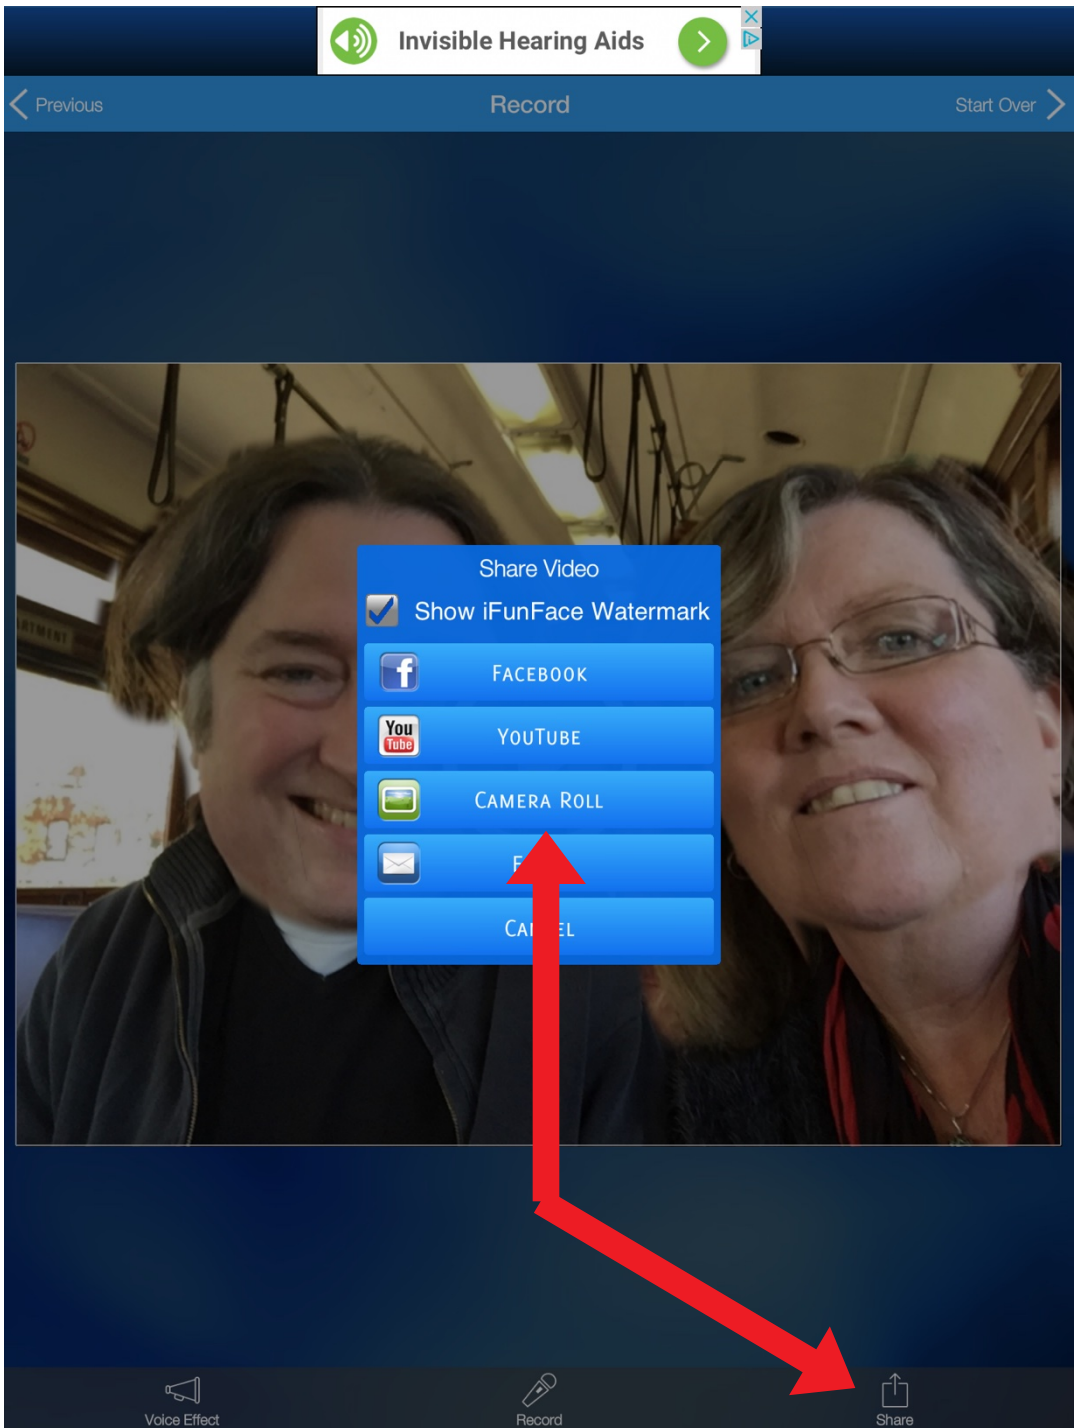 Invisible Hearing Aids
Previous
Record
Start Over
Share Video
Show iFunFace Watermark
f
FACEBOOK
You
Tube
YOUTUBE
CAMERA ROLL
Voice Effect
Record
Share